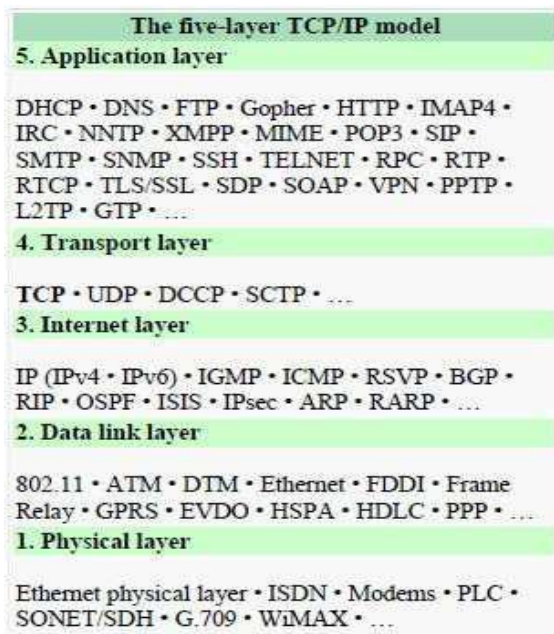 The five-layer TCP/IP model
5. Application layer
DHCP • DNS • FTP • Gopher • HTTP • IMAP4 •
IRC • NNTP • XMPP • MIME • POP3 • SIP •
SMTP • SNMP • SSH • TELNET • RPC • RTP •
RTCP • TLS/SSL • SDP • SOAP • VPN • PPTP •
L2TP • GTP • …
4. Transport layer
TCP • UDP • DCCP • SCTP • …
3. Internet layer
IP (IPv4 • IPv6) • IGMP • ICMP • RSVP • BGP •
RIP • OSPF • ISIS • IPsec • ARP • RARP • …
2. Data link layer
802.11 • ATM • DTM • Ethernet • FDDI • Frame
Relay • GPRS • EVDO • HSPA • HDLC • PPP • …
1. Physical layer
Ethernet physical layer • ISDN • Modems • PLC •
SONET/SDH • G.709 • WiMAX • …